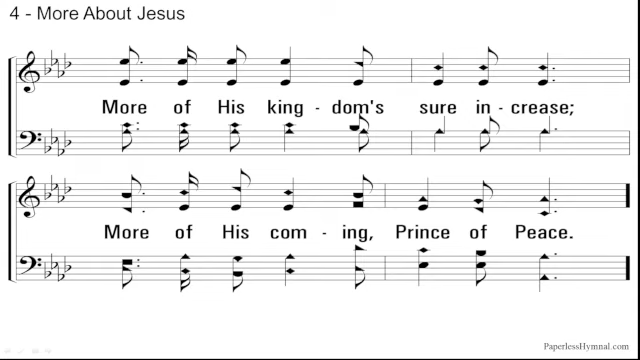 4 - More About Jesus
More of His king - dom's sure in - crease;
More of His com - ing, Prince of Peace.
PaperlessHymnal.com